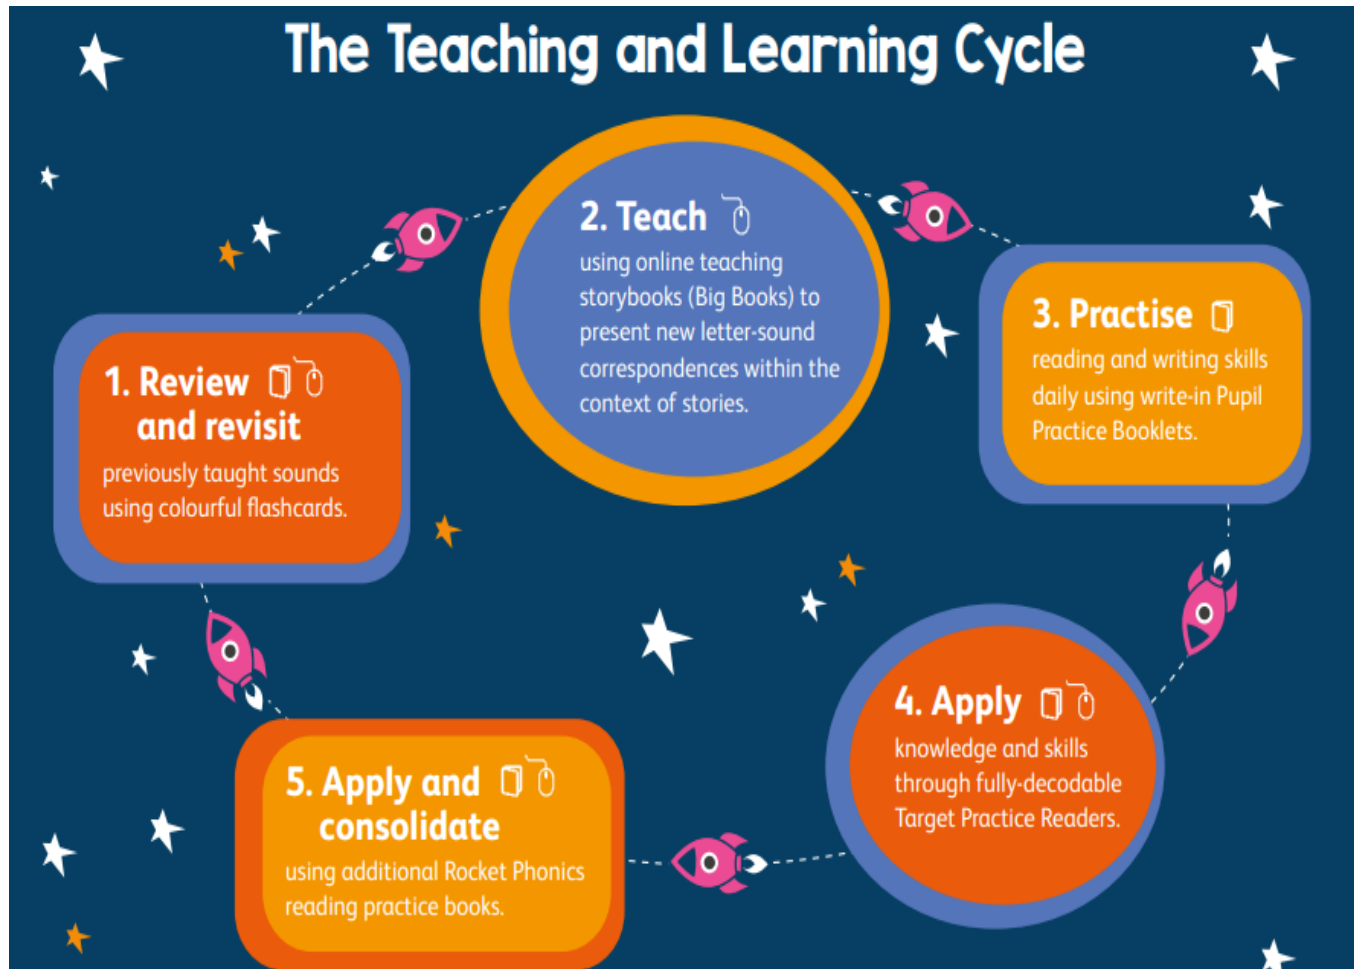 The Teaching and Learning Cycle
1. Review
and revisit
previously taught sounds
using colourful flashcards.
2. Teach
using online teaching
storybooks (Big Books) to
present new letter-sound
correspondences within the
context of stories.
3. Practise
reading and writing skills
daily using write-in Pupil
Practice Booklets.
4. Apply
knowledge and skills
through fully-decodable
Target Practice Readers.
5. Apply and
consolidate
using additional Rocket Phonics
reading practice books.